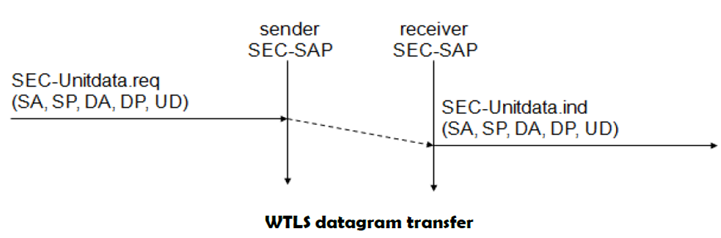 sender
SEC-SAP
receiver
SEC-SAP
SEC-Unitdata.req
(SA, SP, DA, DP, UD)
SEC-Unitdata.ind
(SA, SP, DA, DP, UD)
WTLS datagram transfer